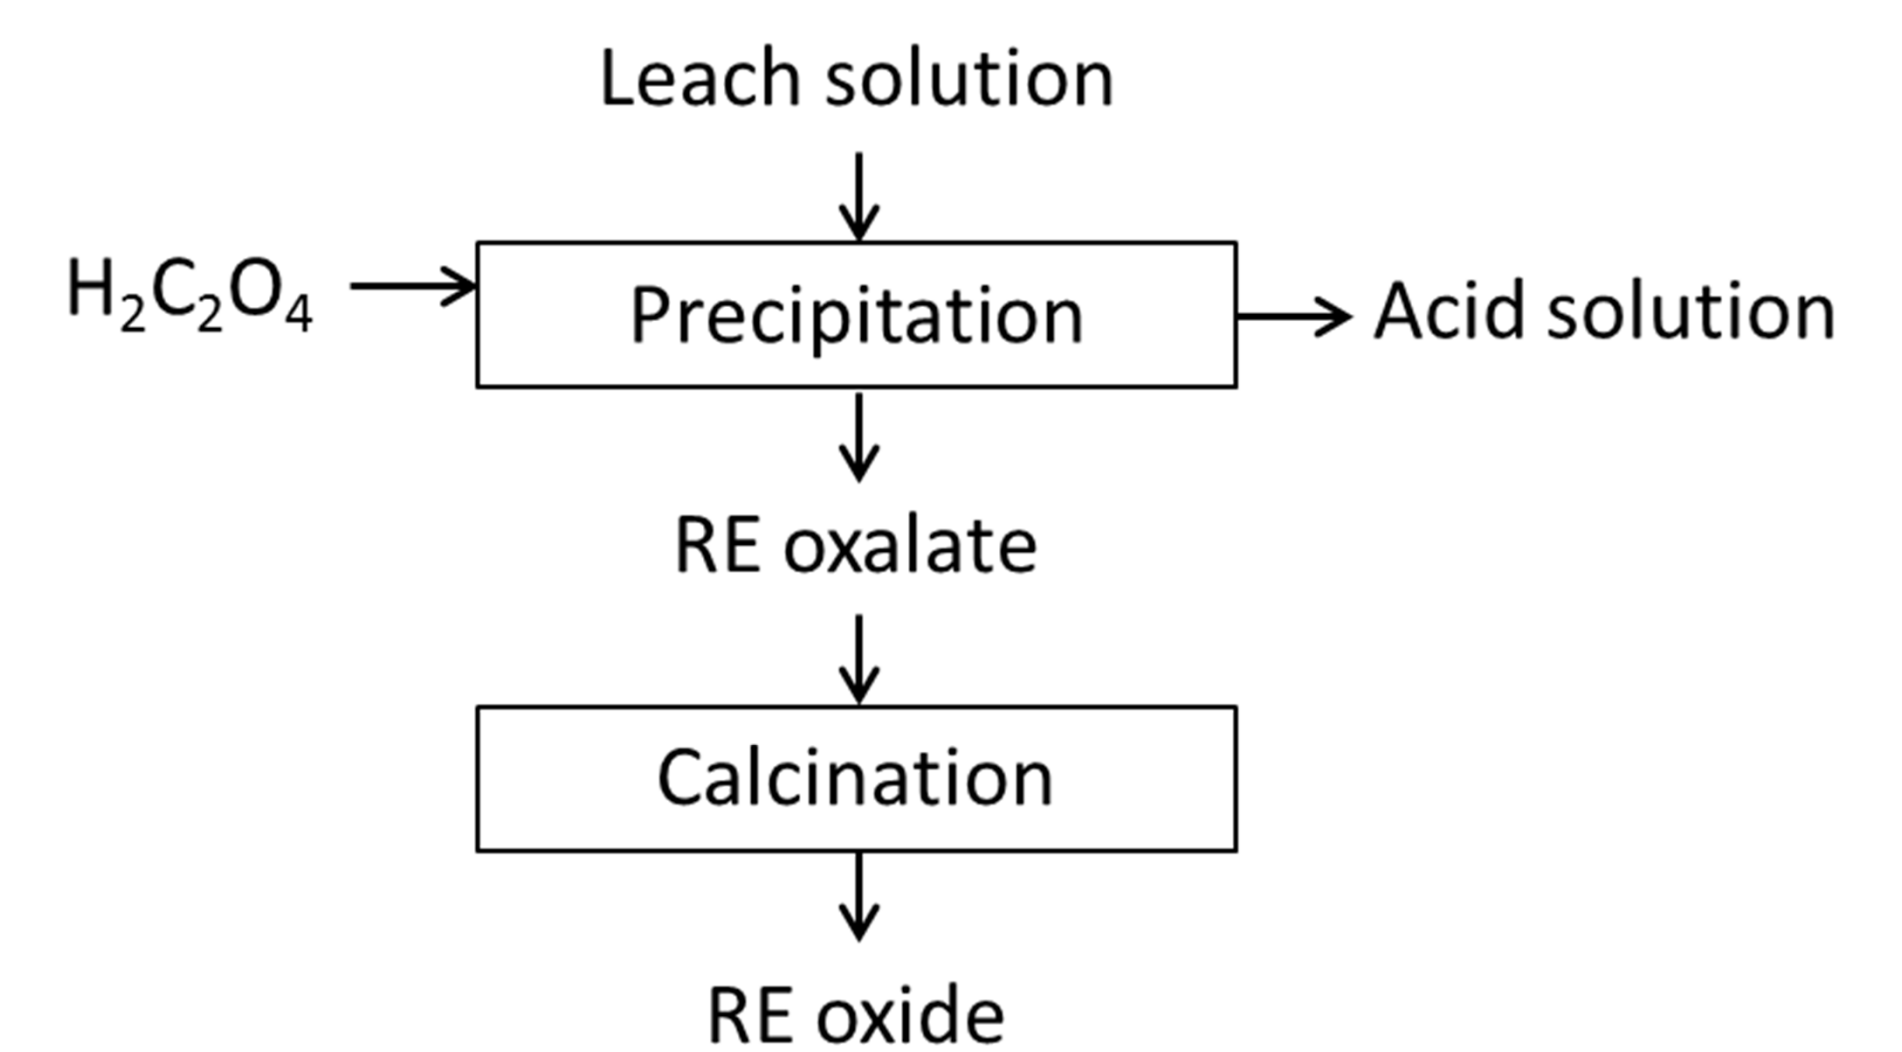 Leach solution
H₂C₂O₄
Precipitation
Acid solution
RE oxalate
Calcination
RE oxide